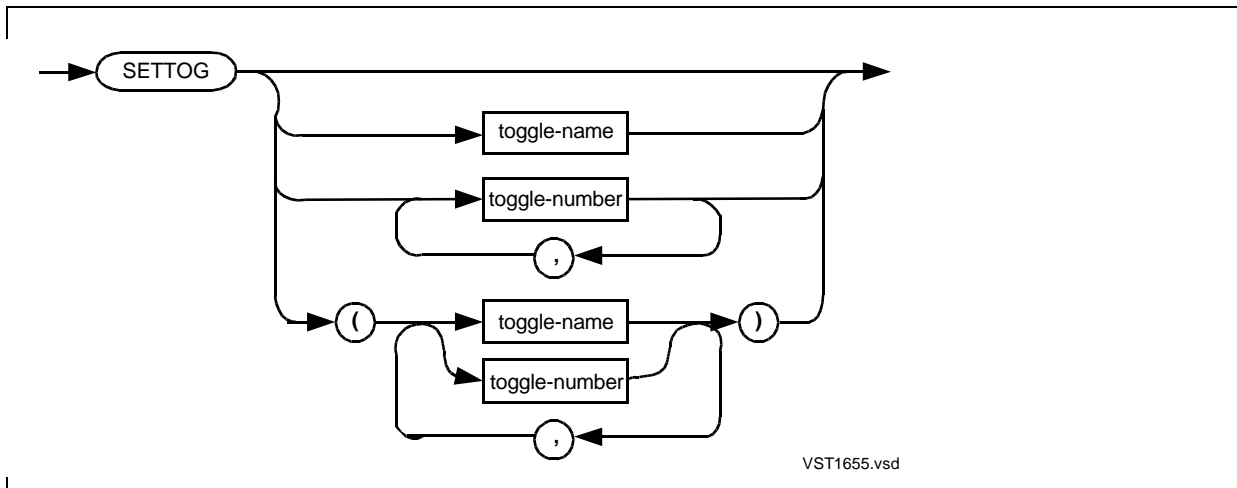 SETTOG
toggle-name
toggle-number
,
( toggle-name )
toggle-number
,
VST1655.vsd